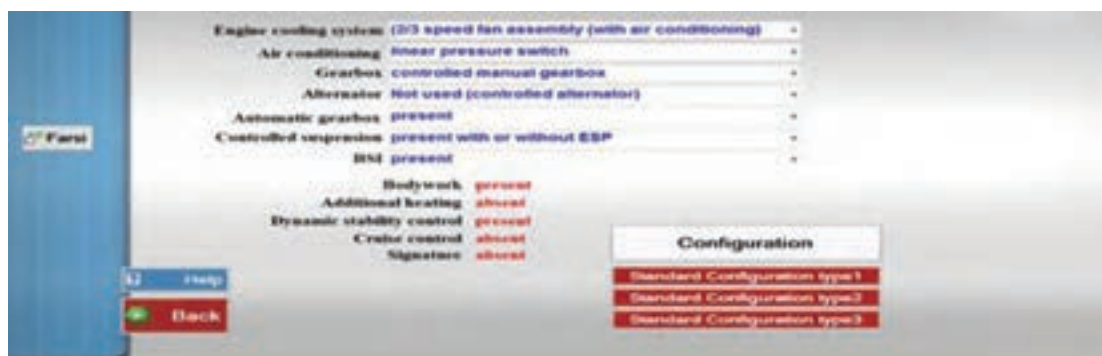 Engine cooling system (2/3 speed fan assembly (with air conditioning)
Air conditioning linear pressure switch
Gearbox controlled manual gearbox
Alternator Not used (controlled alternator)
Automatic gearbox present
Controlled suspension present with or without ESP
BSI present
Farsi
Bodywork present
Additional heating absent
Dynamic stability control present
Cruise control absent
Signature absent
Configuration
Standard Configuration type1
Standard Configuration type2
Standard Configuration type3
Help
Back